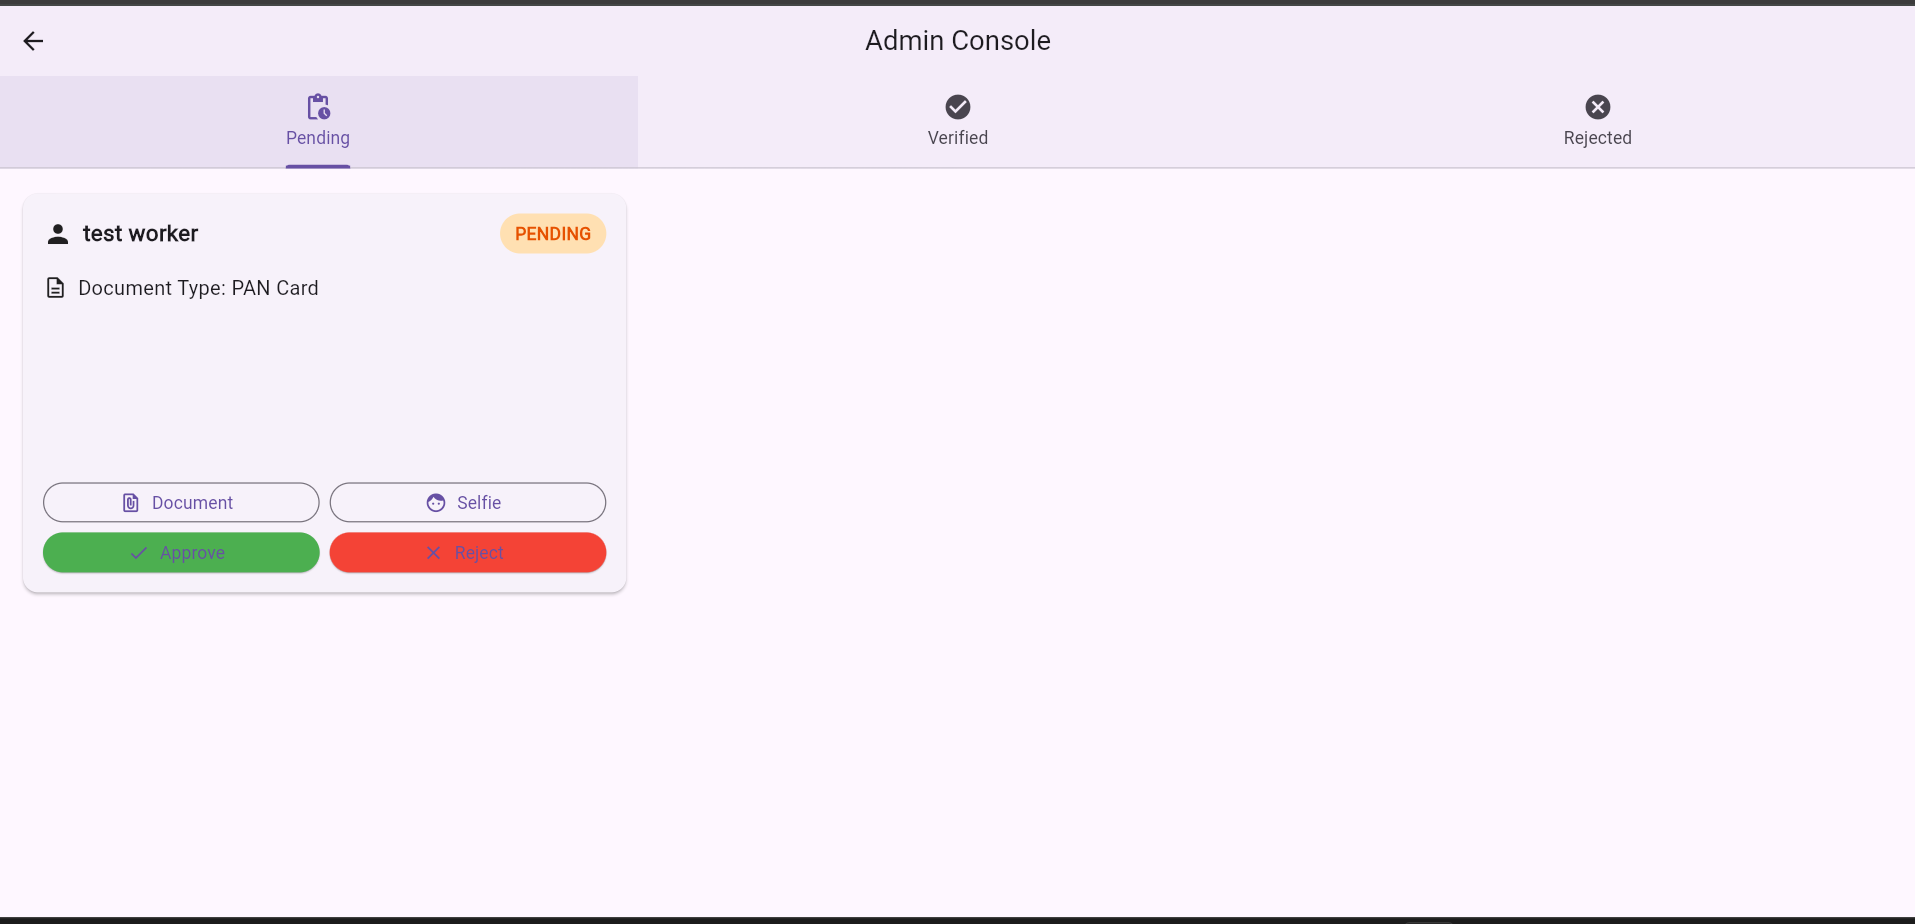 Admin Console
Pending
Verified
Rejected
test worker
PENDING
Document Type: PAN Card
Document
Selfie
Approve
Reject